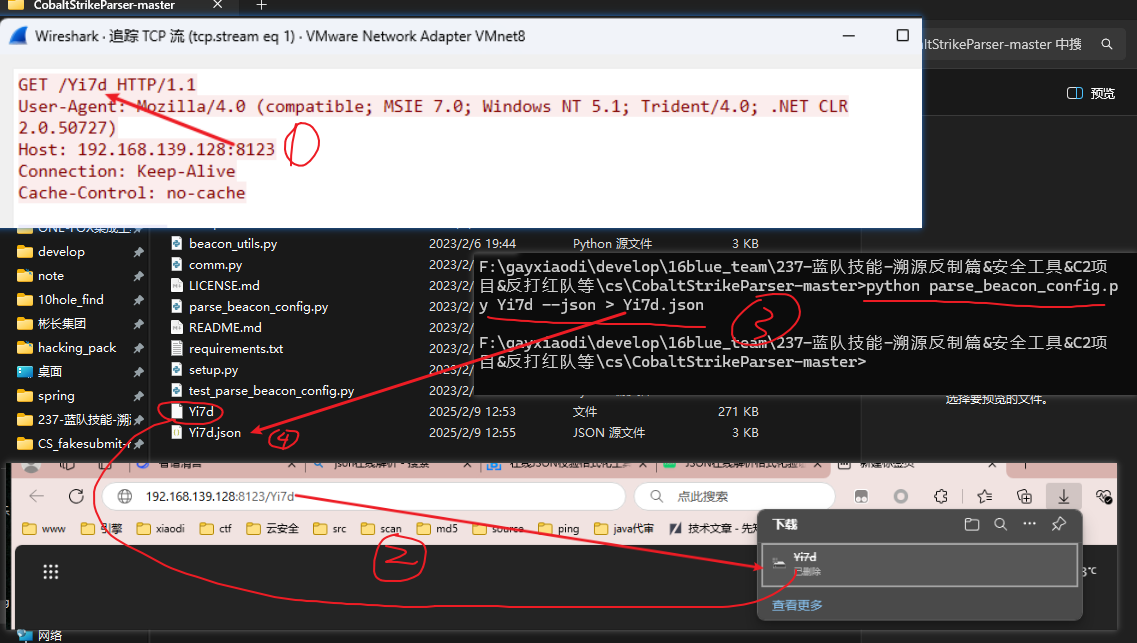 CobaltStrikeParser-master
Wireshark · 追踪 TCP 流 (tcp.stream eq 1) · VMware Network Adapter VMnet8
ltStrikeParser-master 中搜
预览
GET /Yi7d HTTP/1.1
User-Agent: Mozilla/4.0 (compatible; MSIE 7.0; Windows NT 5.1; Trident/4.0; .NET CLR
2.0.50727)
Host: 192.168.139.128:8123
Connection: Keep-Alive
Cache-Control: no-cache
1
ONE-FOX集成工
develop
note
10hole_find
彬长集团
hacking_pack
桌面
spring
237-蓝队技能-溯
CS_fakesubmit-
beacon_utils.py 2023/2/6 19:44 Python 源文件 3 KB
comm.py 2023/2/
LICENSE.md 2023/2/
parse_beacon_config.py 2023/2/
README.md 2023/2/
requirements.txt 2023/2/
setup.py 2023/2/
test_parse_beacon_config.py 2023/2/
Yi7d 2025/2/9 12:53 文件 271 KB
Yi7d.json 2025/2/9 12:55 JSON 源文件 3 KB
4
F:\gayxiaodi\develop\16blue_team\237-蓝队技能-溯源反制篇&安全工具&C2项
目&反打红队等\cs\CobaltStrikeParser-master>python parse_beacon_config.p
y Yi7d --json > Yi7d.json
3
F:\gayxiaodi\develop\16blue_team\237-蓝队技能-溯源反制篇&安全工具&C2项
目&反打红队等\cs\CobaltStrikeParser-master>
选择要预览的文件。
192.168.139.128:8123/Yi7d
点此搜索
www
引擎
xiaodi
ctf
云安全
src
scan
md5
source
ping
java代审
技术文章 - 先知
2
下载
Yi7d
已删除
查看更多
3°C
网络